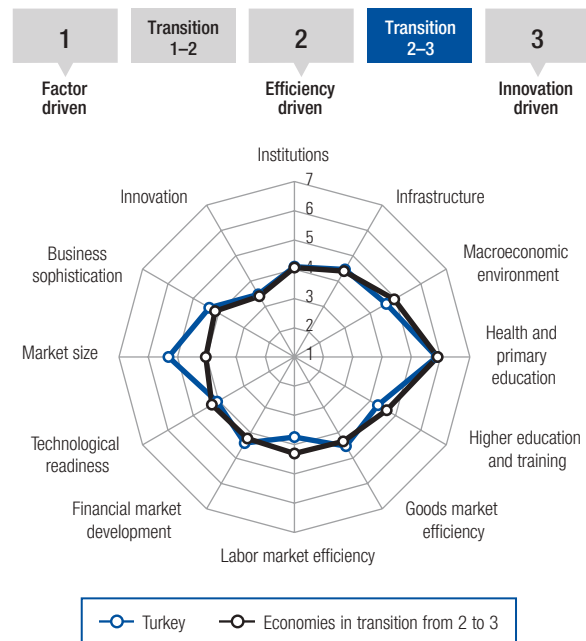 1
Transition
1–2
2
Transition
2–3
3
Factor
driven
Efficiency
driven
Innovation
driven
Institutions
7
Innovation
Infrastructure
6
5
Business
sophistication
Macroeconomic
environment
4
3
2
Market size
1
Health and
primary
education
Technological
readiness
Higher education
and training
Financial market
development
Goods market
efficiency
Labor market efficiency
Turkey
Economies in transition from 2 to 3